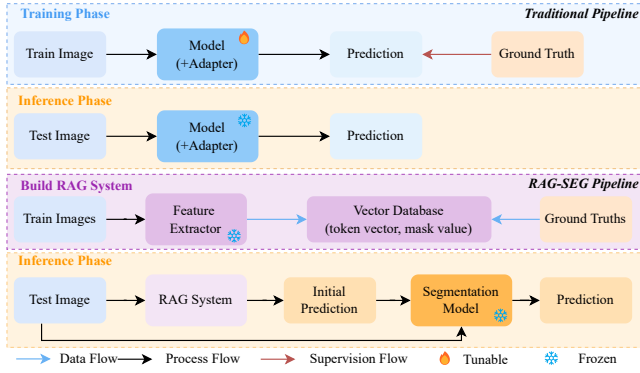 Training Phase
Traditional Pipeline
Train Image
Model
(+Adapter)
Prediction
Ground Truth
Inference Phase
Test Image
Model
(+Adapter)
Prediction
Build RAG System
RAG-SEG Pipeline
Train Images
Feature
Extractor
Vector Database
(token vector, mask value)
Ground Truths
Inference Phase
Test Image
RAG System
Initial
Prediction
Segmentation
Model
Prediction
Data Flow
Process Flow
Supervision Flow
Tunable
Frozen